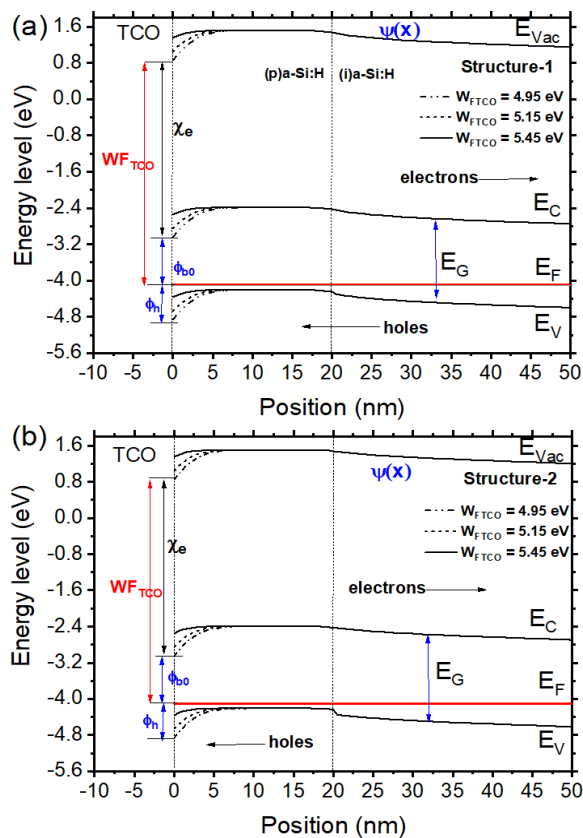 (a)
TCO
ψ(x)
E_Vac
(p)a-Si:H
(i)a-Si:H
Structure-1
W_FTCO = 4.95 eV
W_FTCO = 5.15 eV
W_FTCO = 5.45 eV
χ_e
WF_TCO
electrons
E_C
ϕ_b0
E_G
E_F
ϕ_h
holes
E_V
1.6
0.8
0.0
-0.8
-1.6
-2.4
-3.2
-4.0
-4.8
-5.6
Energy level (eV)
-10 -5 0 5 10 15 20 25 30 35 40 45 50
Position (nm)
(b)
TCO
ψ(x)
E_Vac
Structure-2
W_FTCO = 4.95 eV
W_FTCO = 5.15 eV
W_FTCO = 5.45 eV
χ_e
WF_TCO
electrons
E_C
ϕ_b0
E_G
E_F
ϕ_h
holes
E_V
1.6
0.8
0.0
-0.8
-1.6
-2.4
-3.2
-4.0
-4.8
-5.6
Energy level (eV)
-10 -5 0 5 10 15 20 25 30 35 40 45 50
Position (nm)